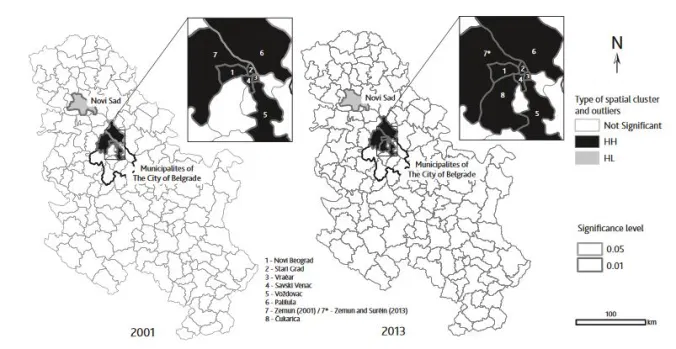 7
6
1
2
3
4
5
Novi Sad
Municipalites of
The City of Belgrade
2001
7*
6
1
2
3
4
8
5
Novi Sad
Municipalites of
The City of Belgrade
2013
1 - Novi Beograd
2 - Stari Grad
3 - Vračar
4 - Savski Venac
5 - Voždovac
6 - Palilula
7 - Zemun (2001) / 7* - Zemun and Surčin (2013)
8 - Čukarica
N
Type of spatial cluster
and outliers
Not Significant
HH
HL
Significance level
0.05
0.01
100
km